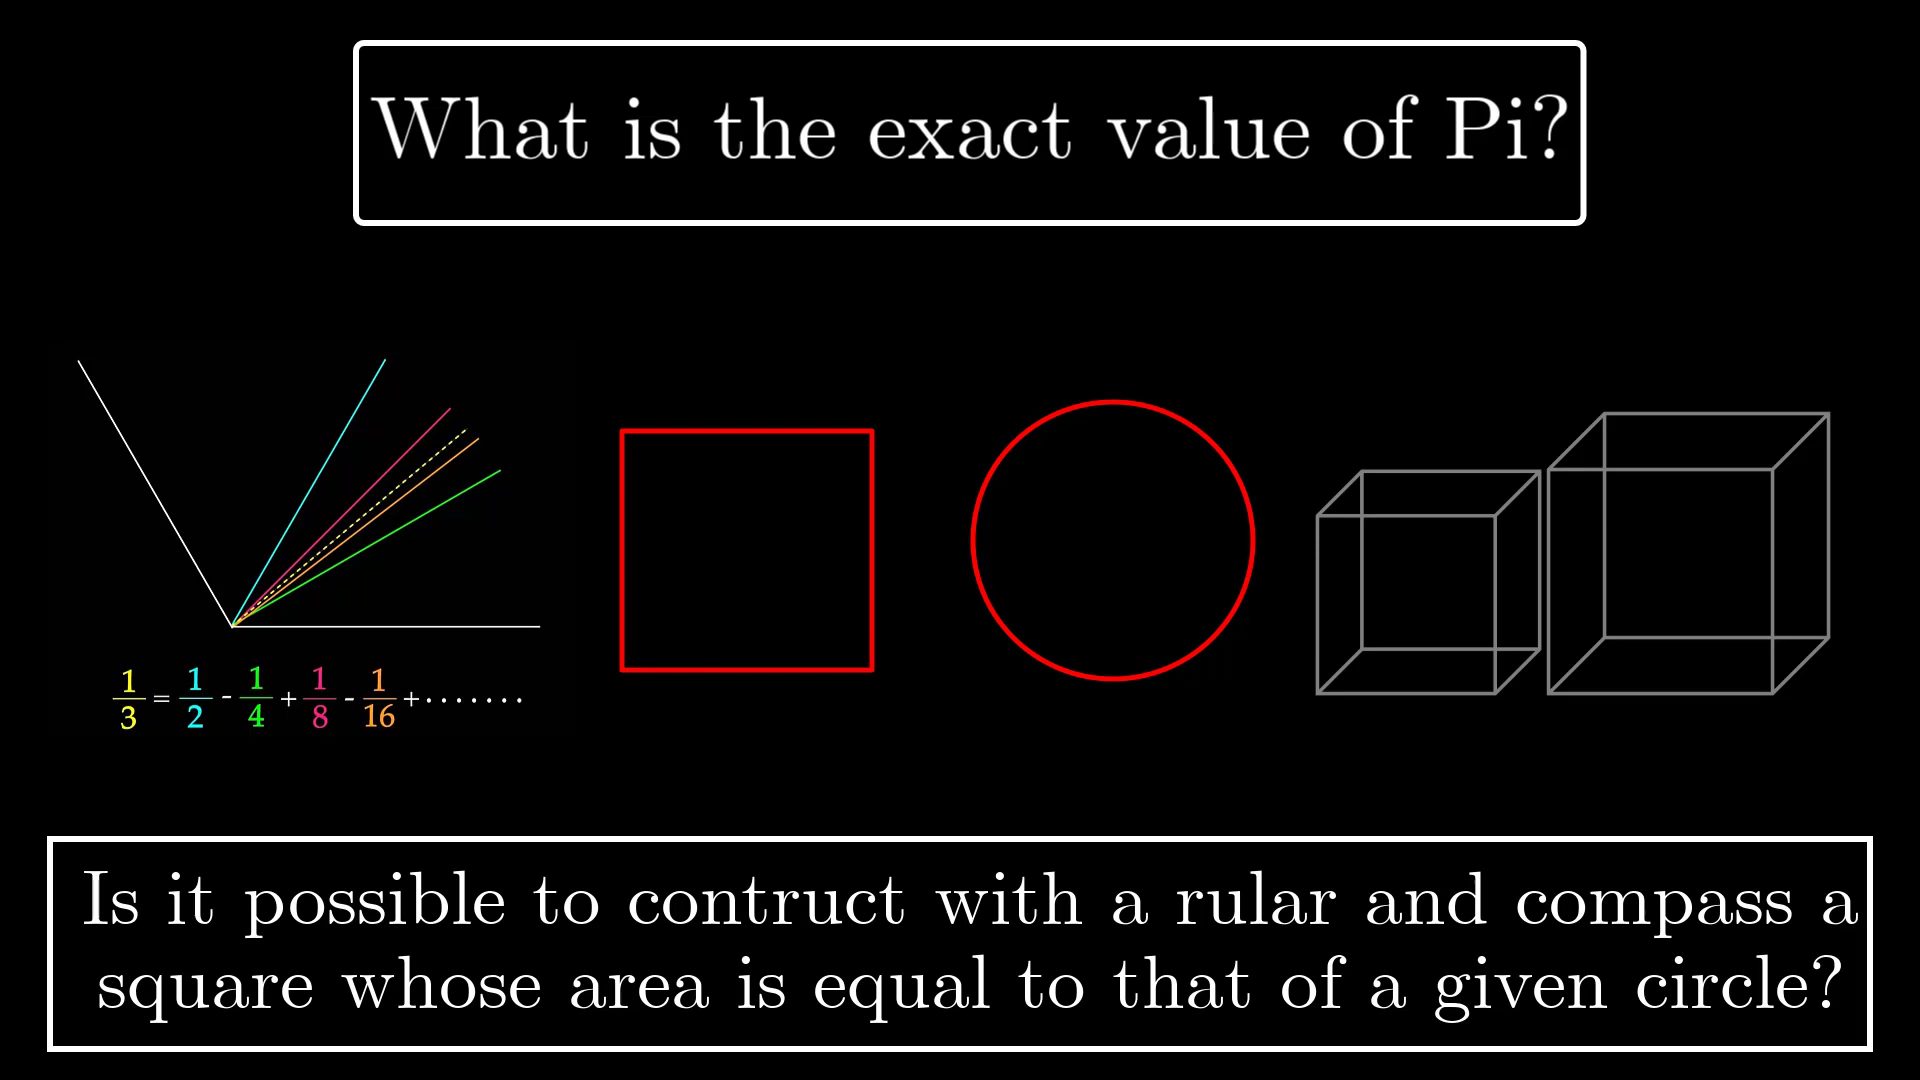 What is the exact value of Pi?
1/3 = 1/2 - 1/4 + 1/8 - 1/16 + .......
Is it possible to contruct with a rular and compass a
square whose area is equal to that of a given circle?